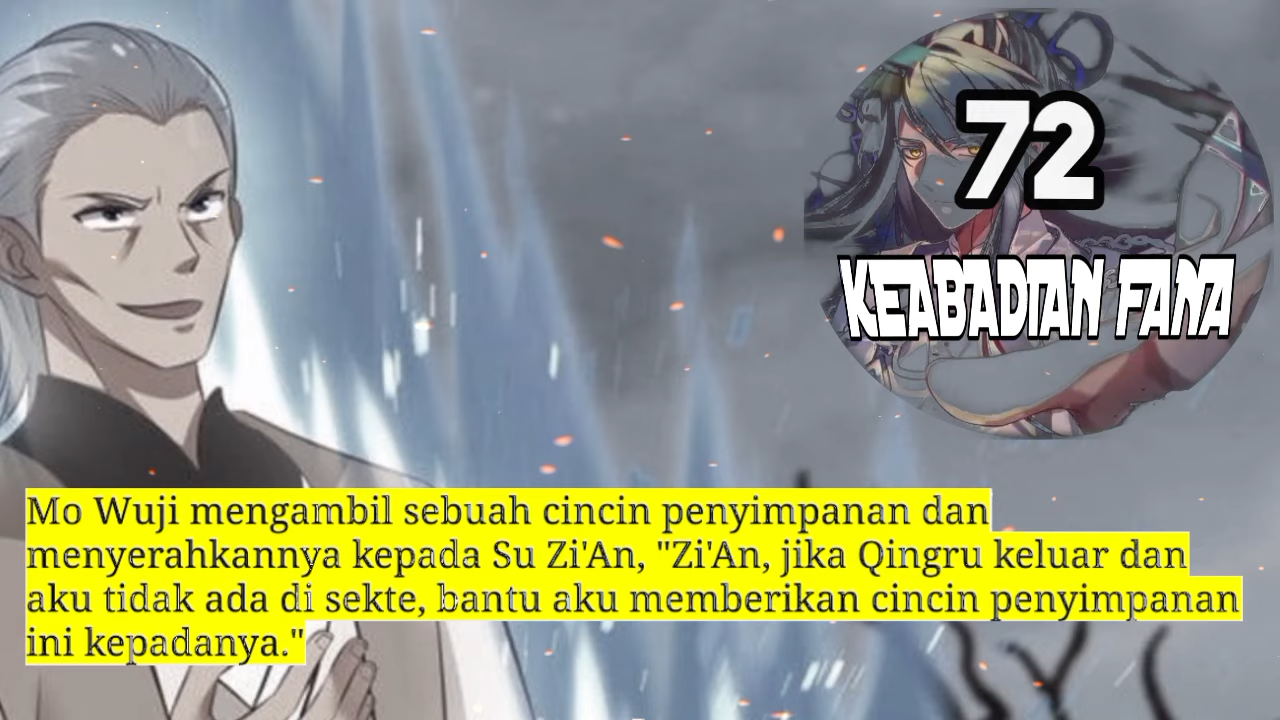 72
KEABADIAN FANA
Mo Wuji mengambil sebuah cincin penyimpanan dan
menyerahkannya kepada Su Zi'An, "Zi'An, jika Qingru keluar dan
aku tidak ada di sekte, bantu aku memberikan cincin penyimpanan
ini kepadanya."